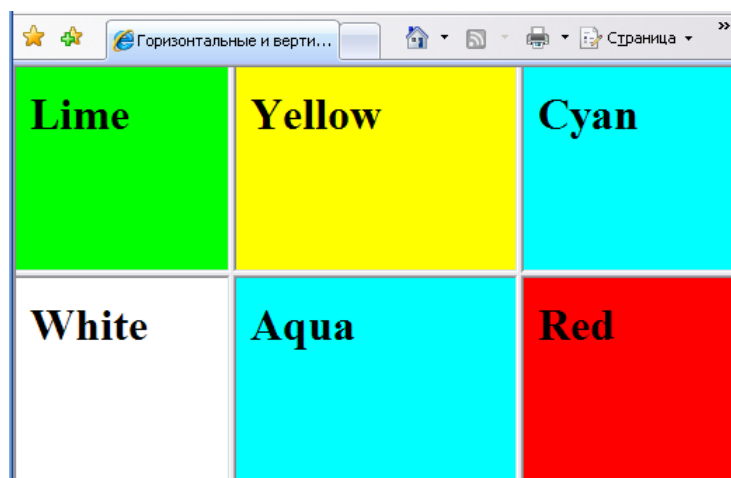 Горизонтальные и верти...
Страница
»
Lime
Yellow
Cyan
White
Aqua
Red